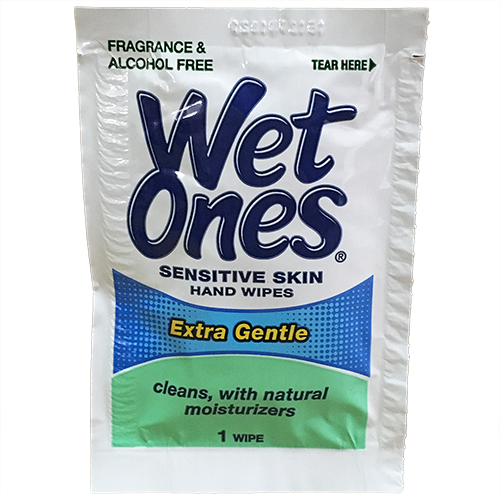 FRAGRANCE &
ALCOHOL FREE
TEAR HERE
Wet
Ones®
SENSITIVE SKIN
HAND WIPES
Extra Gentle
cleans, with natural
moisturizers
1 WIPE